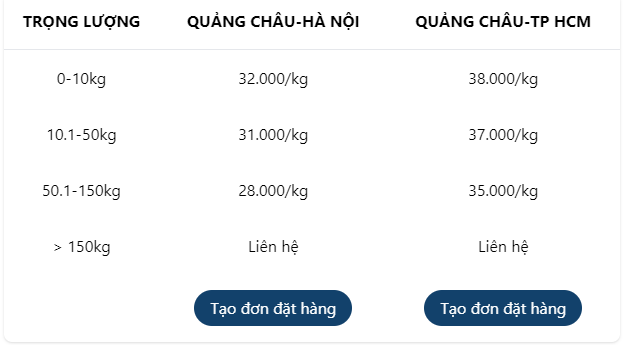 TRỌNG LƯỢNG QUẢNG CHÂU-HÀ NỘI QUẢNG CHÂU-TP HCM
0-10kg 32.000/kg 38.000/kg
10.1-50kg 31.000/kg 37.000/kg
50.1-150kg 28.000/kg 35.000/kg
> 150kg Liên hệ Liên hệ
Tạo đơn đặt hàng Tạo đơn đặt hàng